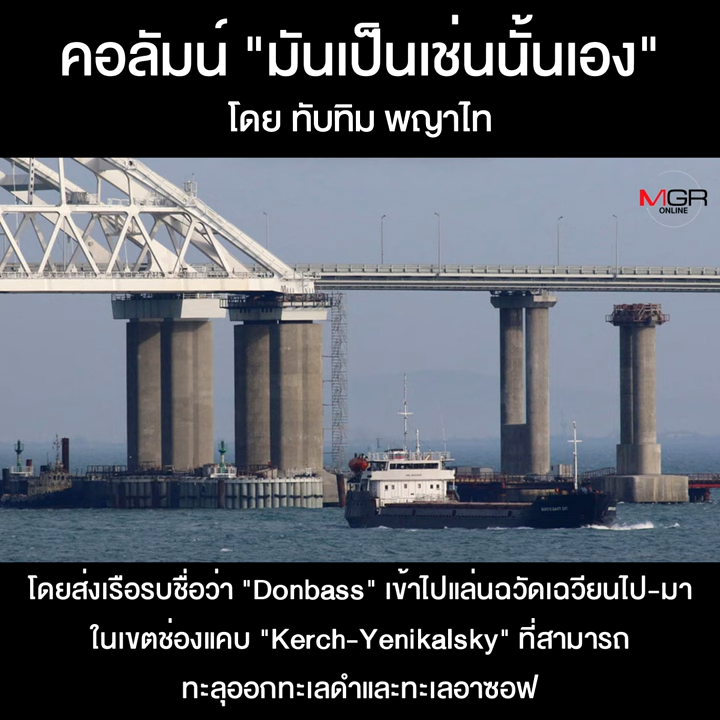 คอลัมน์ "มันเป็นเช่นนั้นเอง"
โดย ทับทิม พญาไท
MGR
ONLINE
โดยส่งเรือรบชื่อว่า "Donbass" เข้าไปแล่นฉวัดเฉวียนไป-มา
ในเขตช่องแคบ "Kerch-Yenikalsky" ที่สามารถ
ทะลุออกทะเลดำและทะเลอาซอฟ